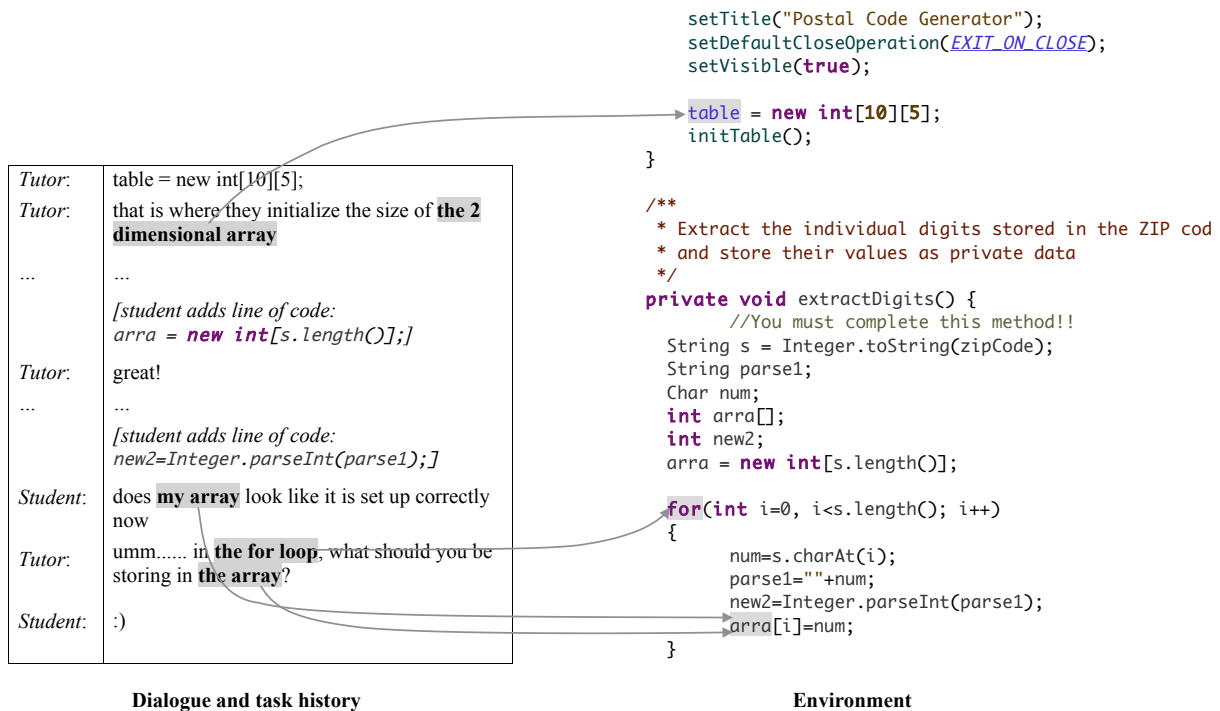 setTitle("Postal Code Generator");
setDefaultCloseOperation(EXIT_ON_CLOSE);
setVisible(true);
table = new int[10][5];
initTable();
}
/**
* Extract the individual digits stored in the ZIP cod
* and store their values as private data
*/
private void extractDigits() {
//You must complete this method!!
String s = Integer.toString(zipCode);
String parse1;
Char num;
int arra[];
int new2;
arra = new int[s.length()];
for(int i=0, i<s.length(); i++)
{
num=s.charAt(i);
parse1=""+num;
new2=Integer.parseInt(parse1);
arra[i]=num;
}
Tutor: table = new int[10][5];
Tutor: that is where they initialize the size of the 2
dimensional array
... ...
[student adds line of code:
arra = new int[s.length()];]
Tutor: great!
... ...
[student adds line of code:
new2=Integer.parseInt(parse1);]
Student: does my array look like it is set up correctly
now
Tutor: umm...... in the for loop, what should you be
storing in the array?
Student: :)
Dialogue and task history
Environment